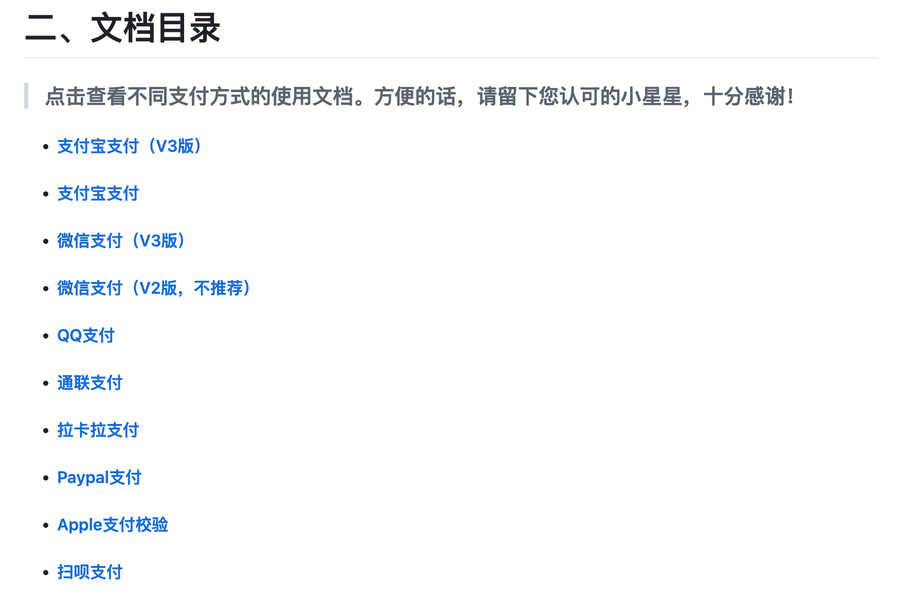 二、文档目录
点击查看不同支付方式的使用文档。方便的话，请留下您认可的小星星，十分感谢！
支付宝支付（V3版）
支付宝支付
微信支付（V3版）
微信支付（V2版，不推荐）
QQ支付
通联支付
拉卡拉支付
Paypal支付
Apple支付校验
扫呗支付